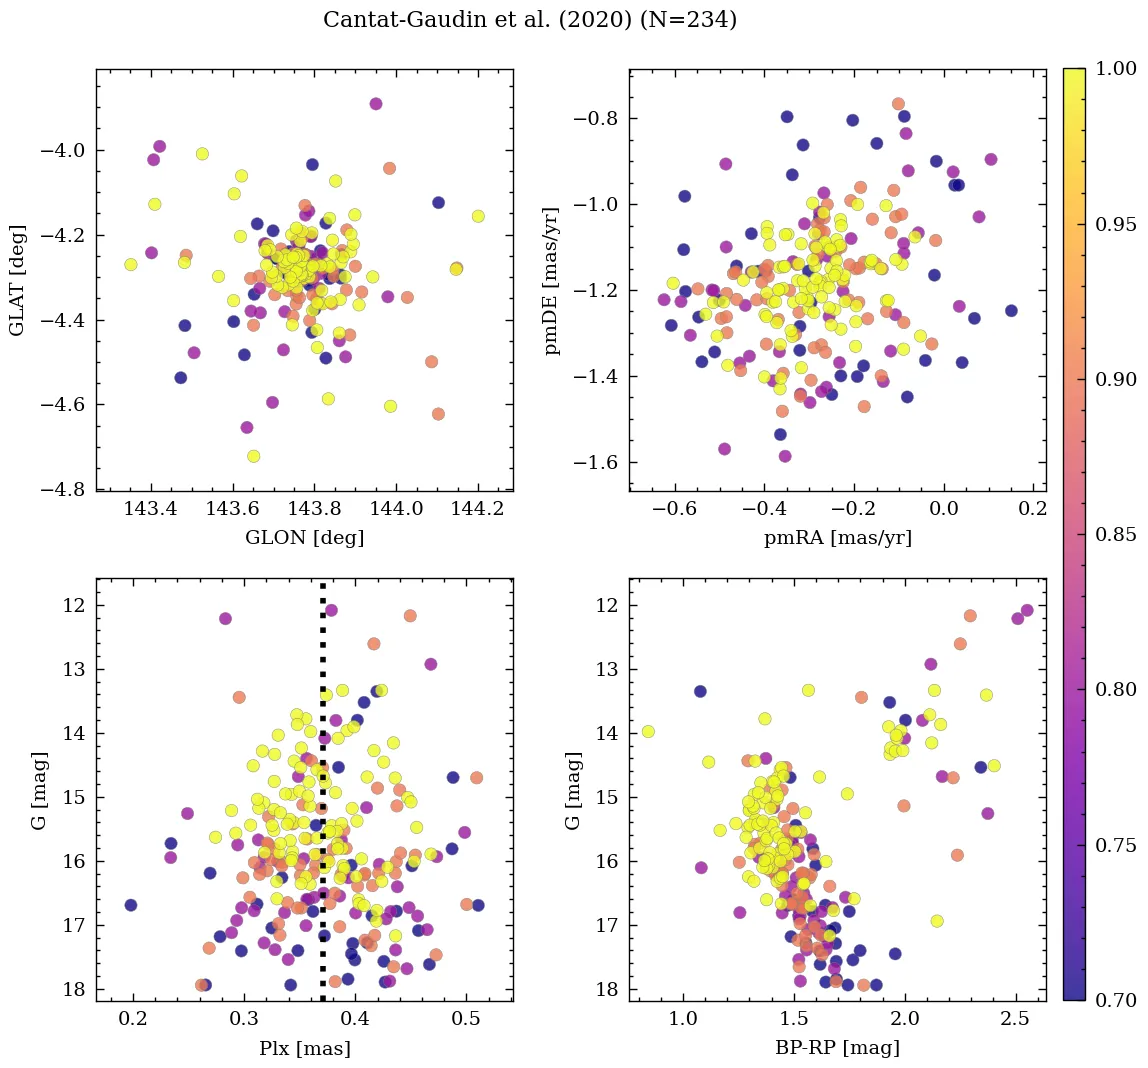 Cantat-Gaudin et al. (2020) (N=234)
GLAT [deg]
−4.0
−4.2
−4.4
−4.6
−4.8
143.4 143.6 143.8 144.0 144.2
GLON [deg]
pmDE [mas/yr]
−0.8
−1.0
−1.2
−1.4
−1.6
−0.6 −0.4 −0.2 0.0 0.2
pmRA [mas/yr]
1.00
0.95
0.90
0.85
0.80
0.75
0.70
G [mag]
12
13
14
15
16
17
18
0.2 0.3 0.4 0.5
Plx [mas]
G [mag]
12
13
14
15
16
17
18
1.0 1.5 2.0 2.5
BP-RP [mag]